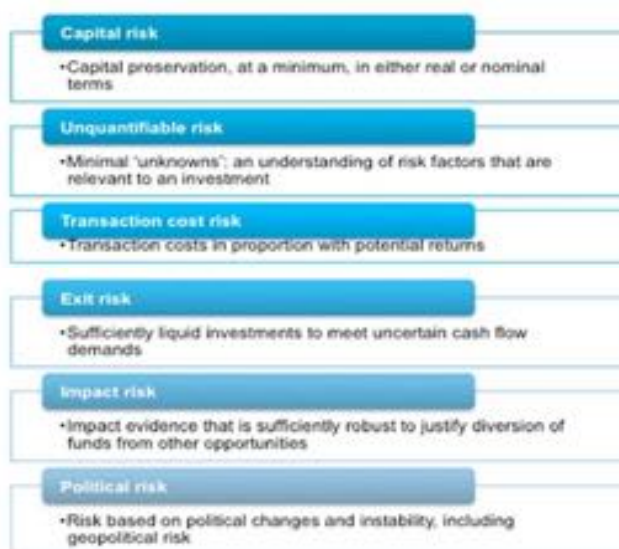 Capital risk
•Capital preservation, at a minimum, in either real or nominal
terms
Unquantifiable risk
•Minimal 'unknowns'; an understanding of risk factors that are
relevant to an investment
Transaction cost risk
•Transaction costs in proportion with potential returns
Exit risk
•Sufficiently liquid investments to meet uncertain cash flow
demands
Impact risk
•Impact evidence that is sufficiently robust to justify diversion of
funds from other opportunities
Political risk
•Risk based on political changes and instability, including
geopolitical risk